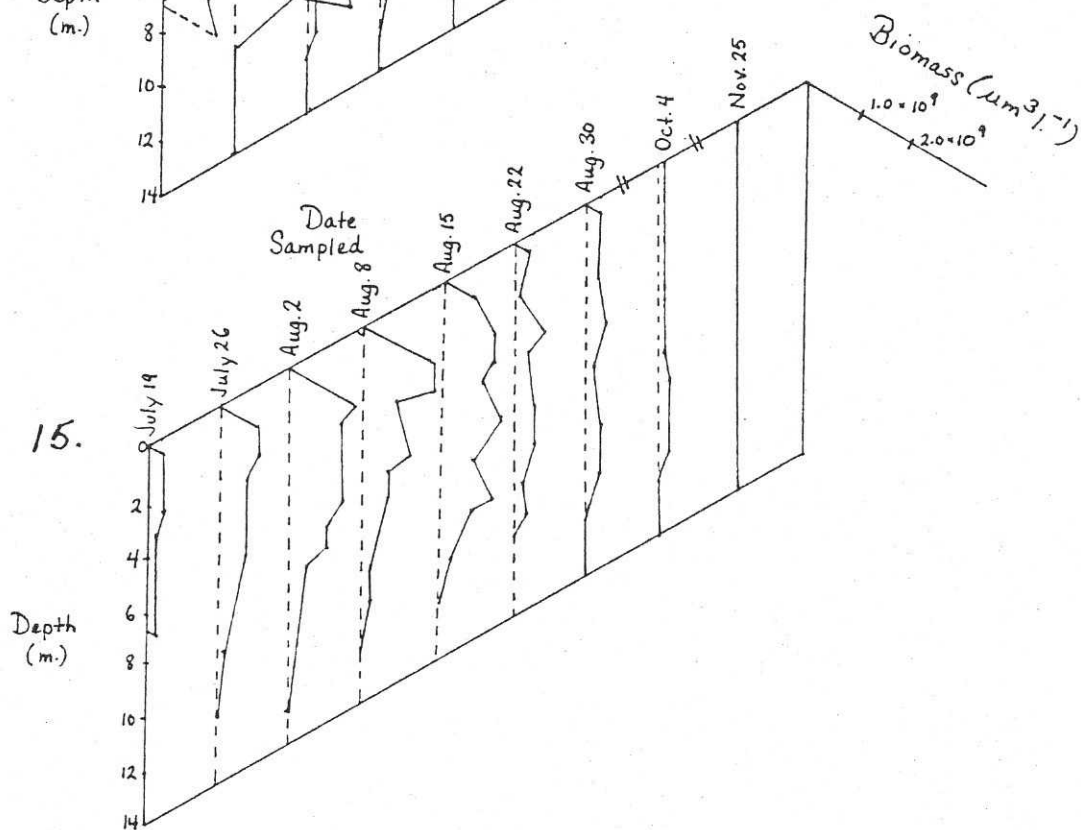 Depth
(m.)
8
10
12
14
Biomass (μm³ l.⁻¹)
1.0 × 10⁹
2.0 × 10⁹
Date
Sampled
July 19
July 26
Aug. 2
Aug. 8
Aug. 15
Aug. 22
Aug. 30
Oct. 4
Nov. 25
15.
0
2
4
6
8
10
12
14
Depth
(m.)